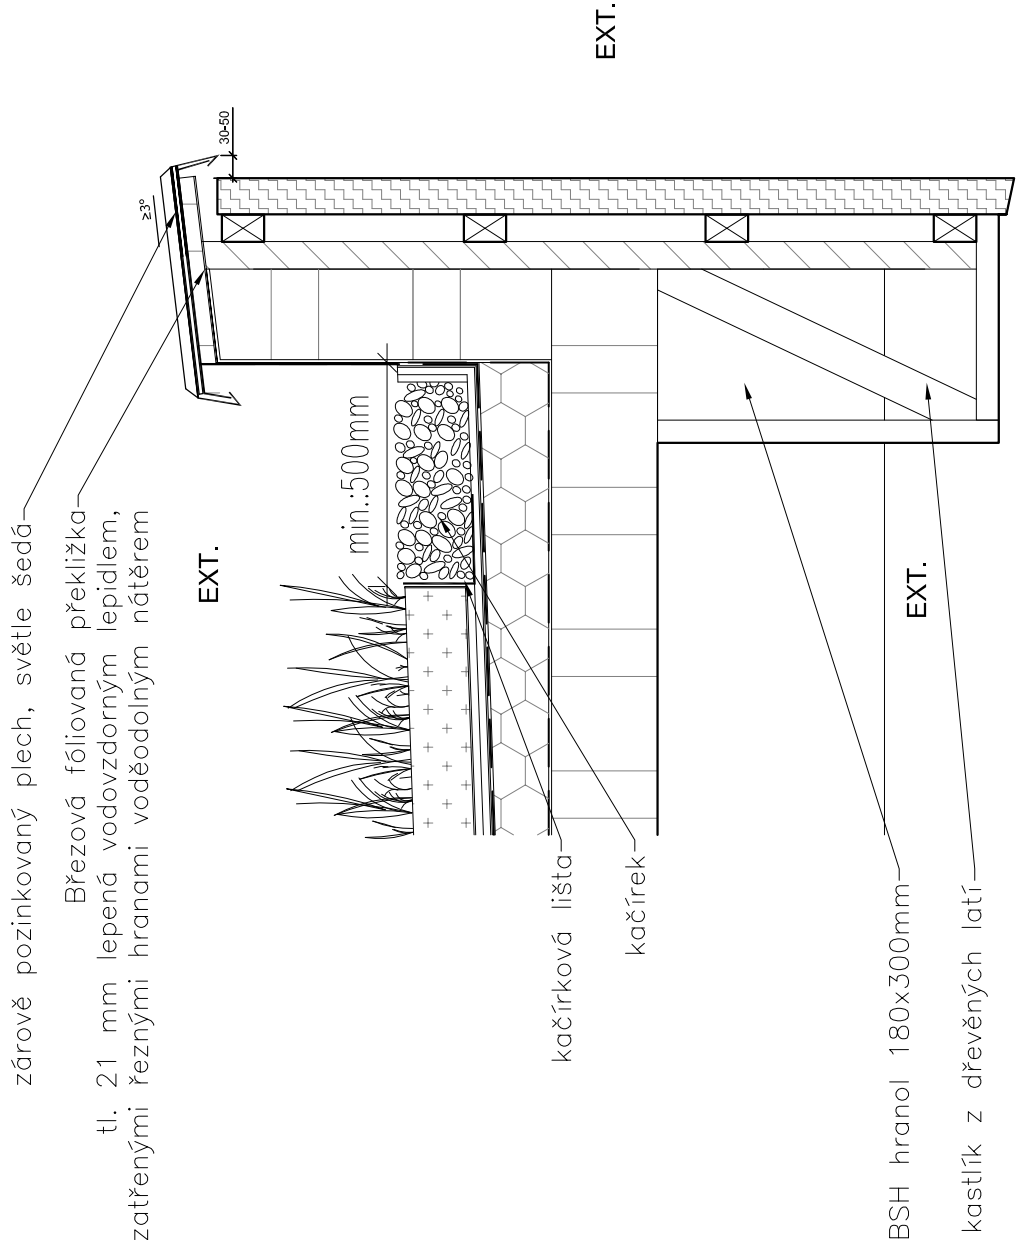 EXT.
30-50
≥3°
zárově pozinkovaný plech, světle šedá
Březová fóliovaná překližka
tl. 21 mm lepená vodovzdorným lepidlem,
zatřenými řeznými hranami voděodolným nátěrem
EXT.
min.:500mm
EXT.
kačírková lišta
kačírek
BSH hranol 180x300mm
kastlík z dřevěných latí